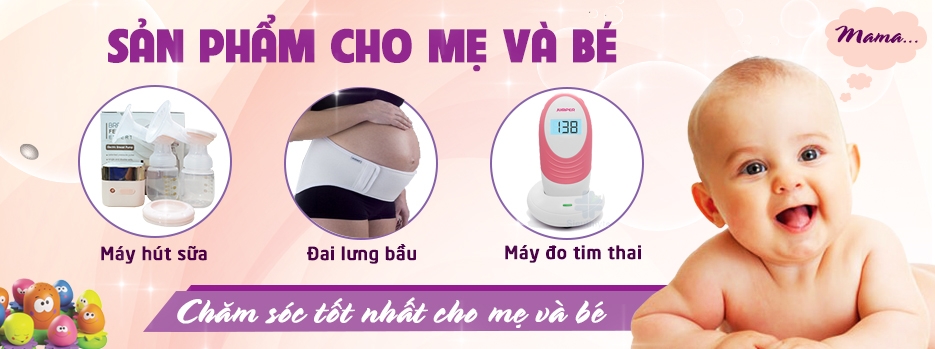 SẢN PHẨM CHO MẸ VÀ BÉ
Mama...
138
Máy hút sữa
Đai lưng bầu
Máy đo tim thai
Chăm sóc tốt nhất cho mẹ và bé